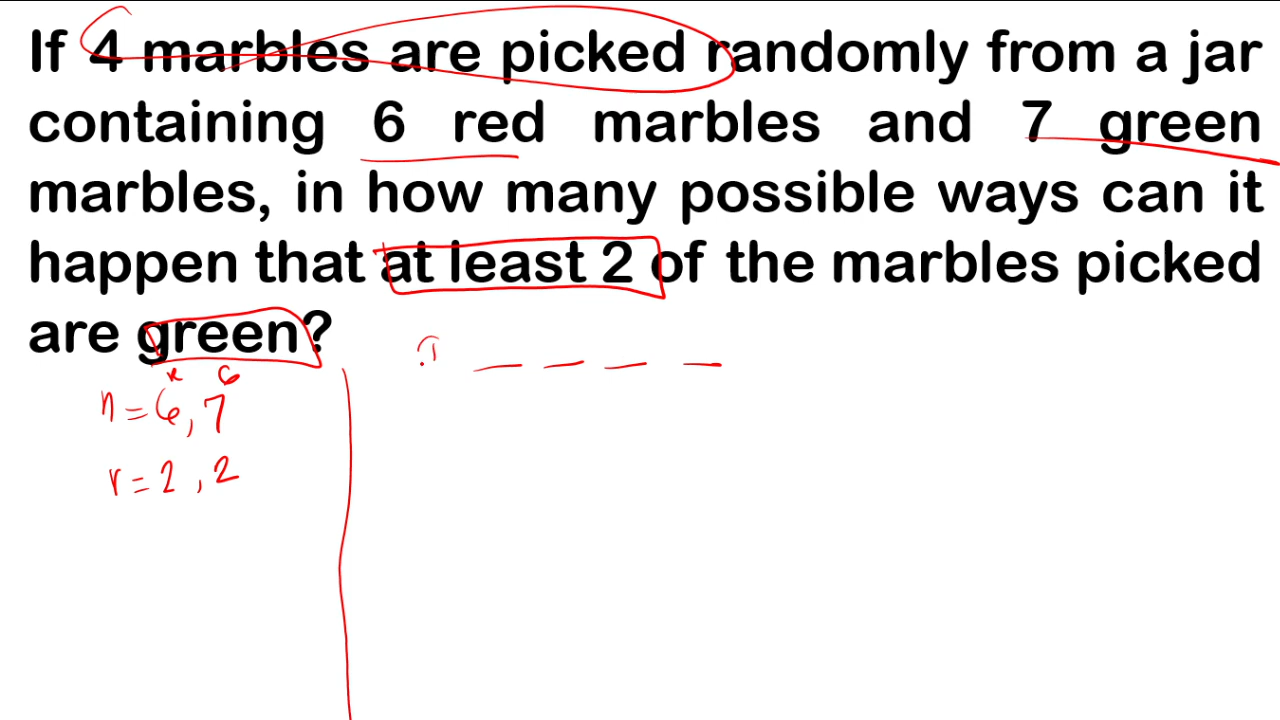 If 4 marbles are picked randomly from a jar
containing 6 red marbles and 7 green
marbles, in how many possible ways can it
happen that at least 2 of the marbles picked
are green?
n = 6, 7
r = 2, 2